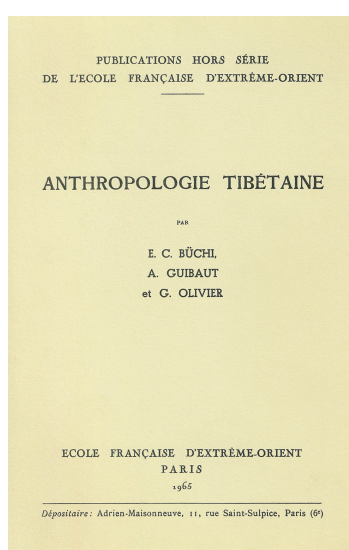 PUBLICATIONS HORS SÉRIE
DE L'ECOLE FRANÇAISE D'EXTRÊME-ORIENT
ANTHROPOLOGIE TIBÉTAINE
PAR
E. C. BÜCHI,
A. GUIBAUT
et G. OLIVIER
ECOLE FRANÇAISE D'EXTRÊME-ORIENT
PARIS
1965
Dépositaire: Adrien-Maisonneuve, 11, rue Saint-Sulpice, Paris (6e)